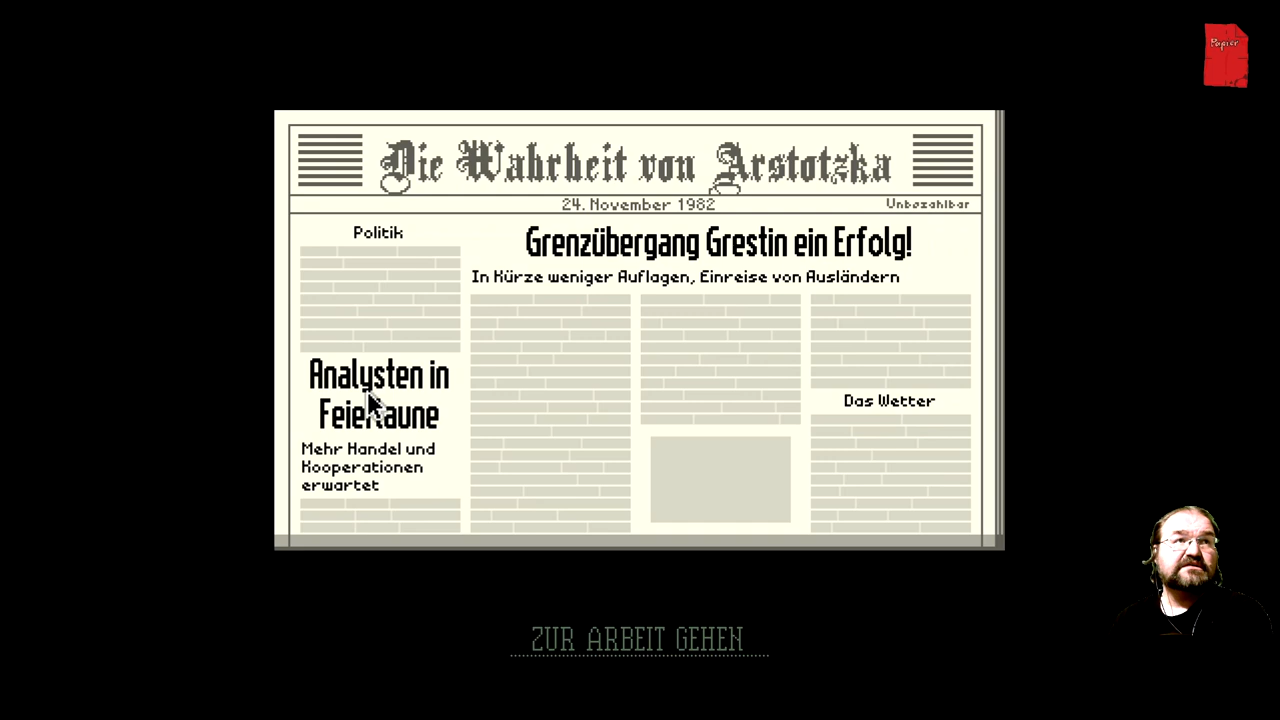 Papier
Die Wahrheit von Arstotzka
24. November 1982
Unbezahlbar
Politik
Grenzübergang Grestin ein Erfolg!
In Kürze weniger Auflagen, Einreise von Ausländern
Analysten in
Feierlaune
Mehr Handel und
Kooperationen
erwartet
Das Wetter
ZUR ARBEIT GEHEN